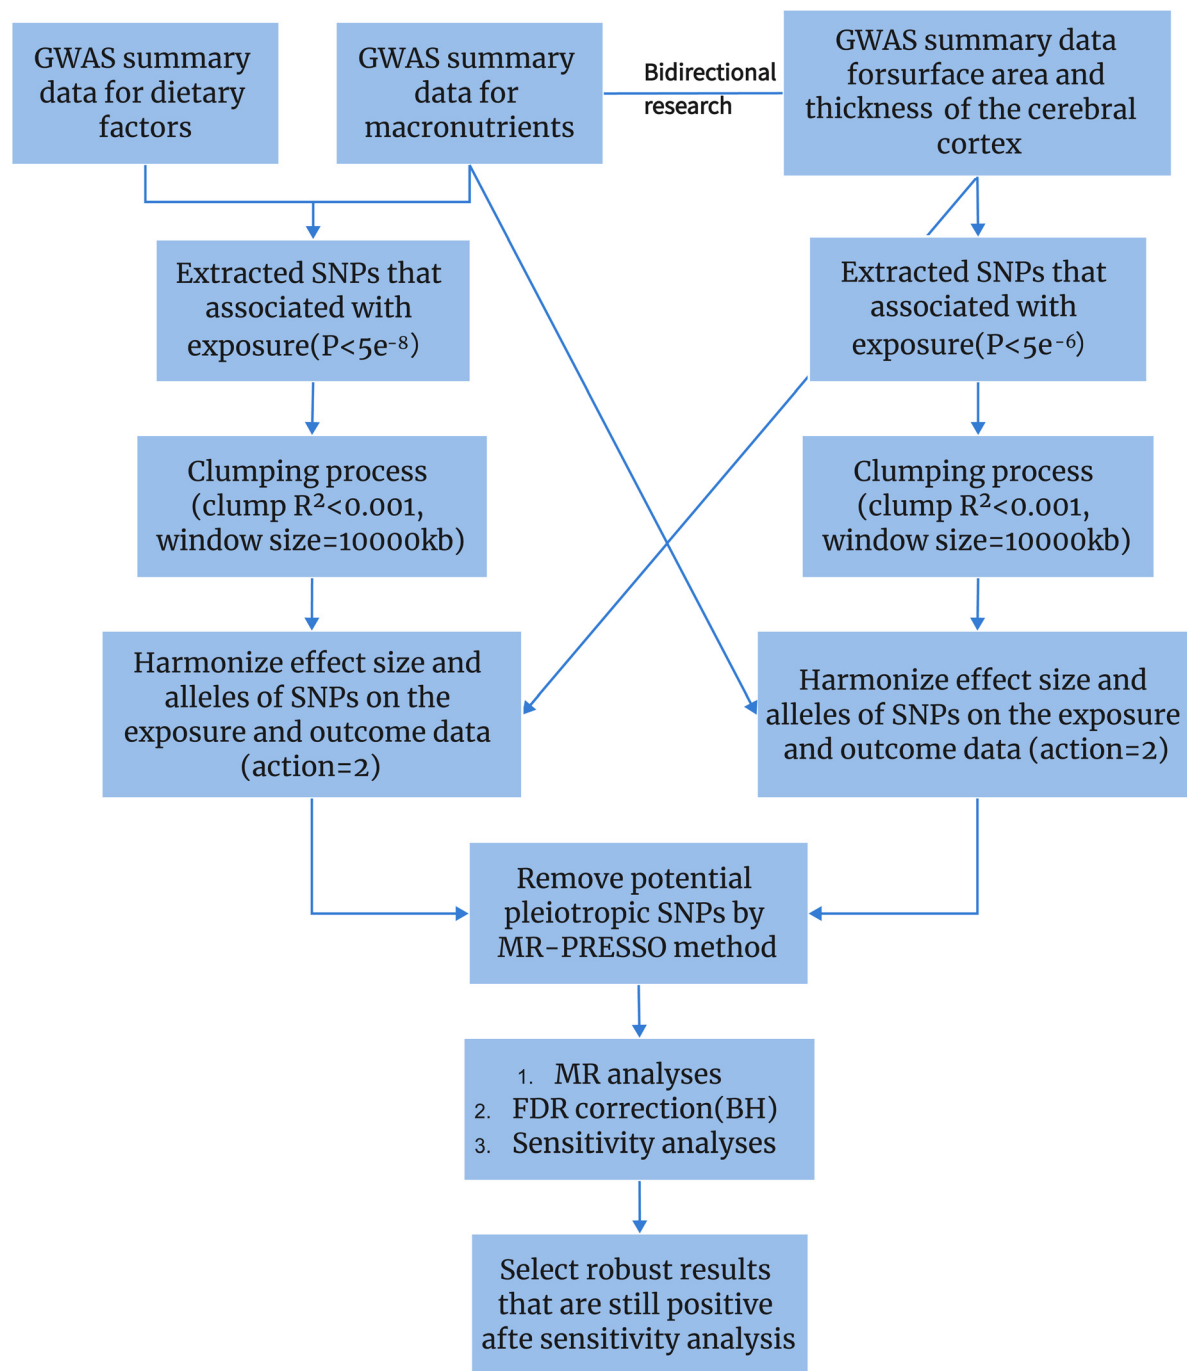 GWAS summary
data for dietary
factors
GWAS summary
data for
macronutrients
Bidirectional
research
GWAS summary data
forsurface area and
thickness of the cerebral
cortex
Extracted SNPs that
associated with
exposure(P<5e⁻⁸)
Extracted SNPs that
associated with
exposure(P<5e⁻⁶)
Clumping process
(clump R²<0.001,
window size=10000kb)
Clumping process
(clump R²<0.001,
window size=10000kb)
Harmonize effect size and
alleles of SNPs on the
exposure and outcome data
(action=2)
Harmonize effect size and
alleles of SNPs on the exposure
and outcome data (action=2)
Remove potential
pleiotropic SNPs by
MR-PRESSO method
1. MR analyses
2. FDR correction(BH)
3. Sensitivity analyses
Select robust results
that are still positive
afte sensitivity analysis